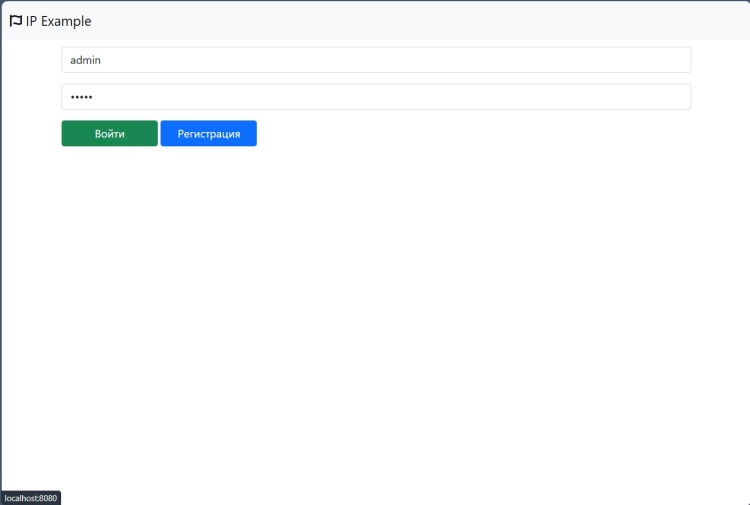 IP Example
admin
•••••
Войти Регистрация
localhost:8080